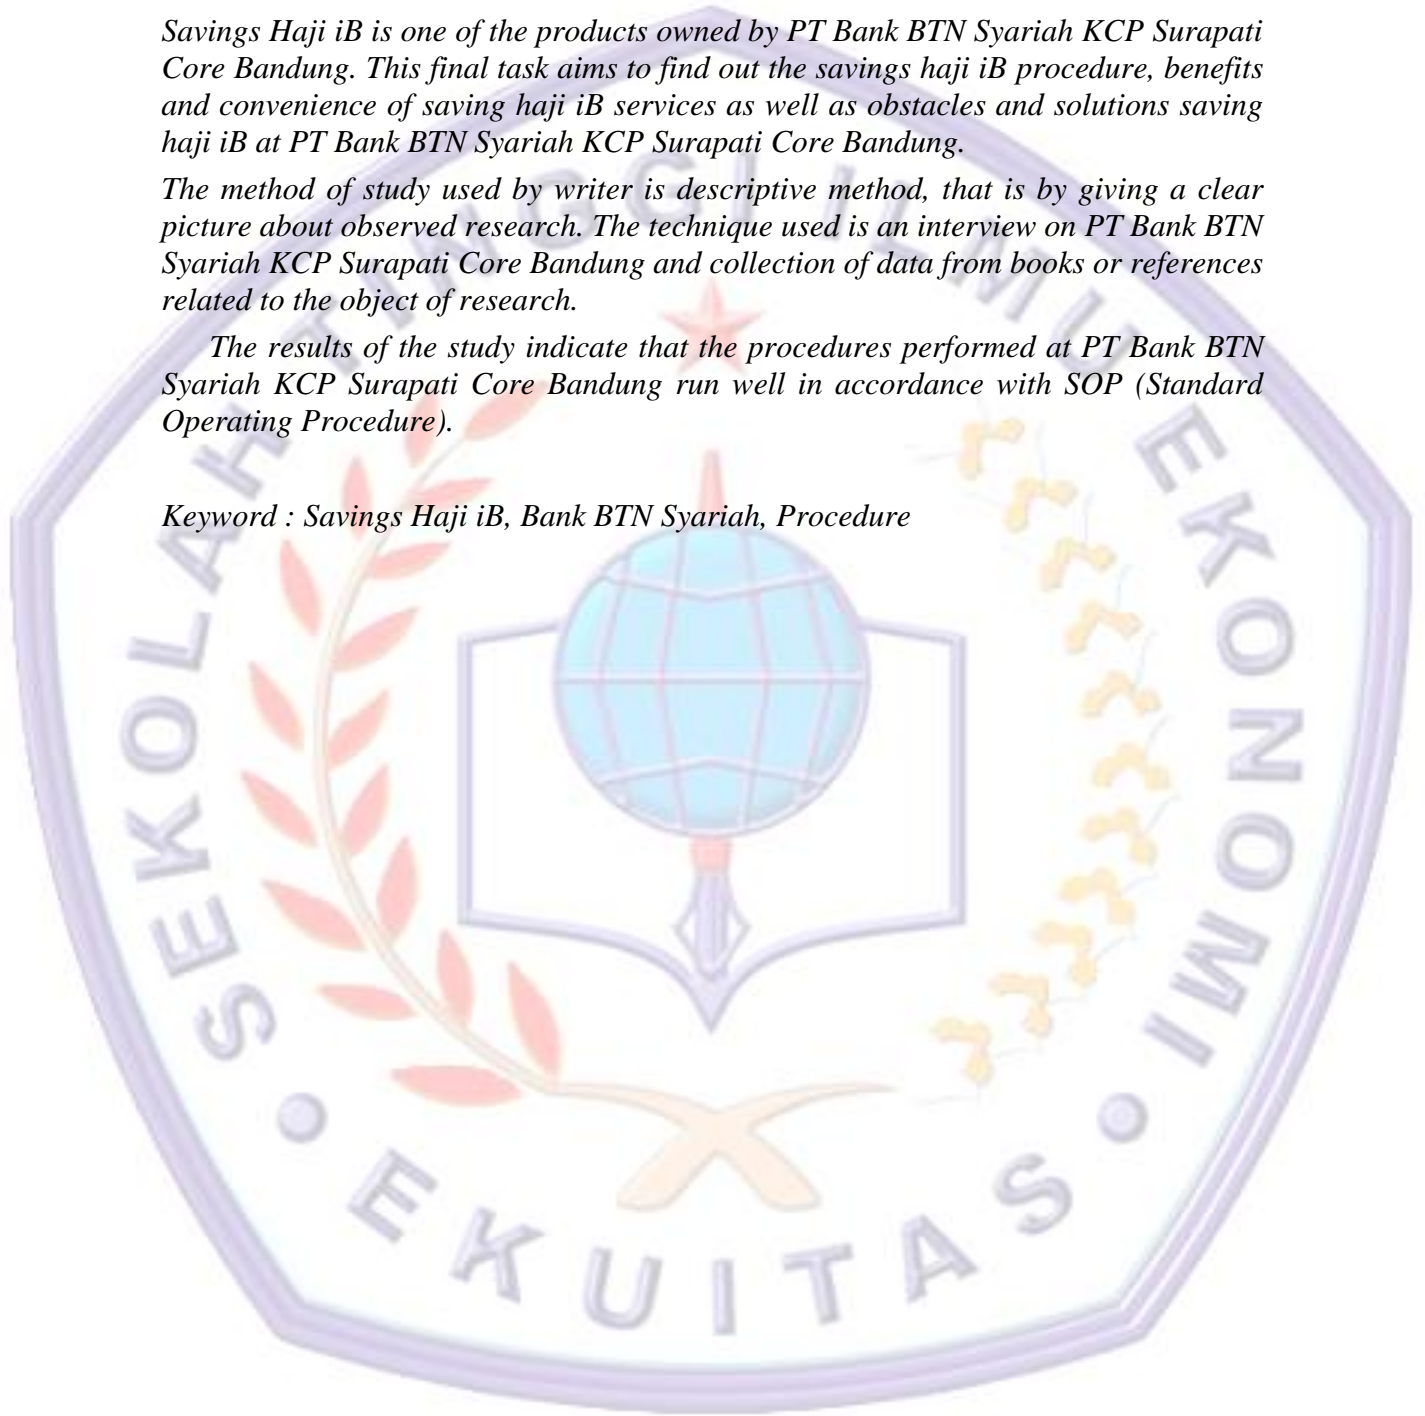 Savings Haji iB is one of the products owned by PT Bank BTN Syariah KCP Surapati
Core Bandung. This final task aims to find out the savings haji iB procedure, benefits
and convenience of saving haji iB services as well as obstacles and solutions saving
haji iB at PT Bank BTN Syariah KCP Surapati Core Bandung.
The method of study used by writer is descriptive method, that is by giving a clear
picture about observed research. The technique used is an interview on PT Bank BTN
Syariah KCP Surapati Core Bandung and collection of data from books or references
related to the object of research.
The results of the study indicate that the procedures performed at PT Bank BTN
Syariah KCP Surapati Core Bandung run well in accordance with SOP (Standard
Operating Procedure).
Keyword : Savings Haji iB, Bank BTN Syariah, Procedure
SEKOLAH TINGGI ILMU EKONOMI
EKUITAS